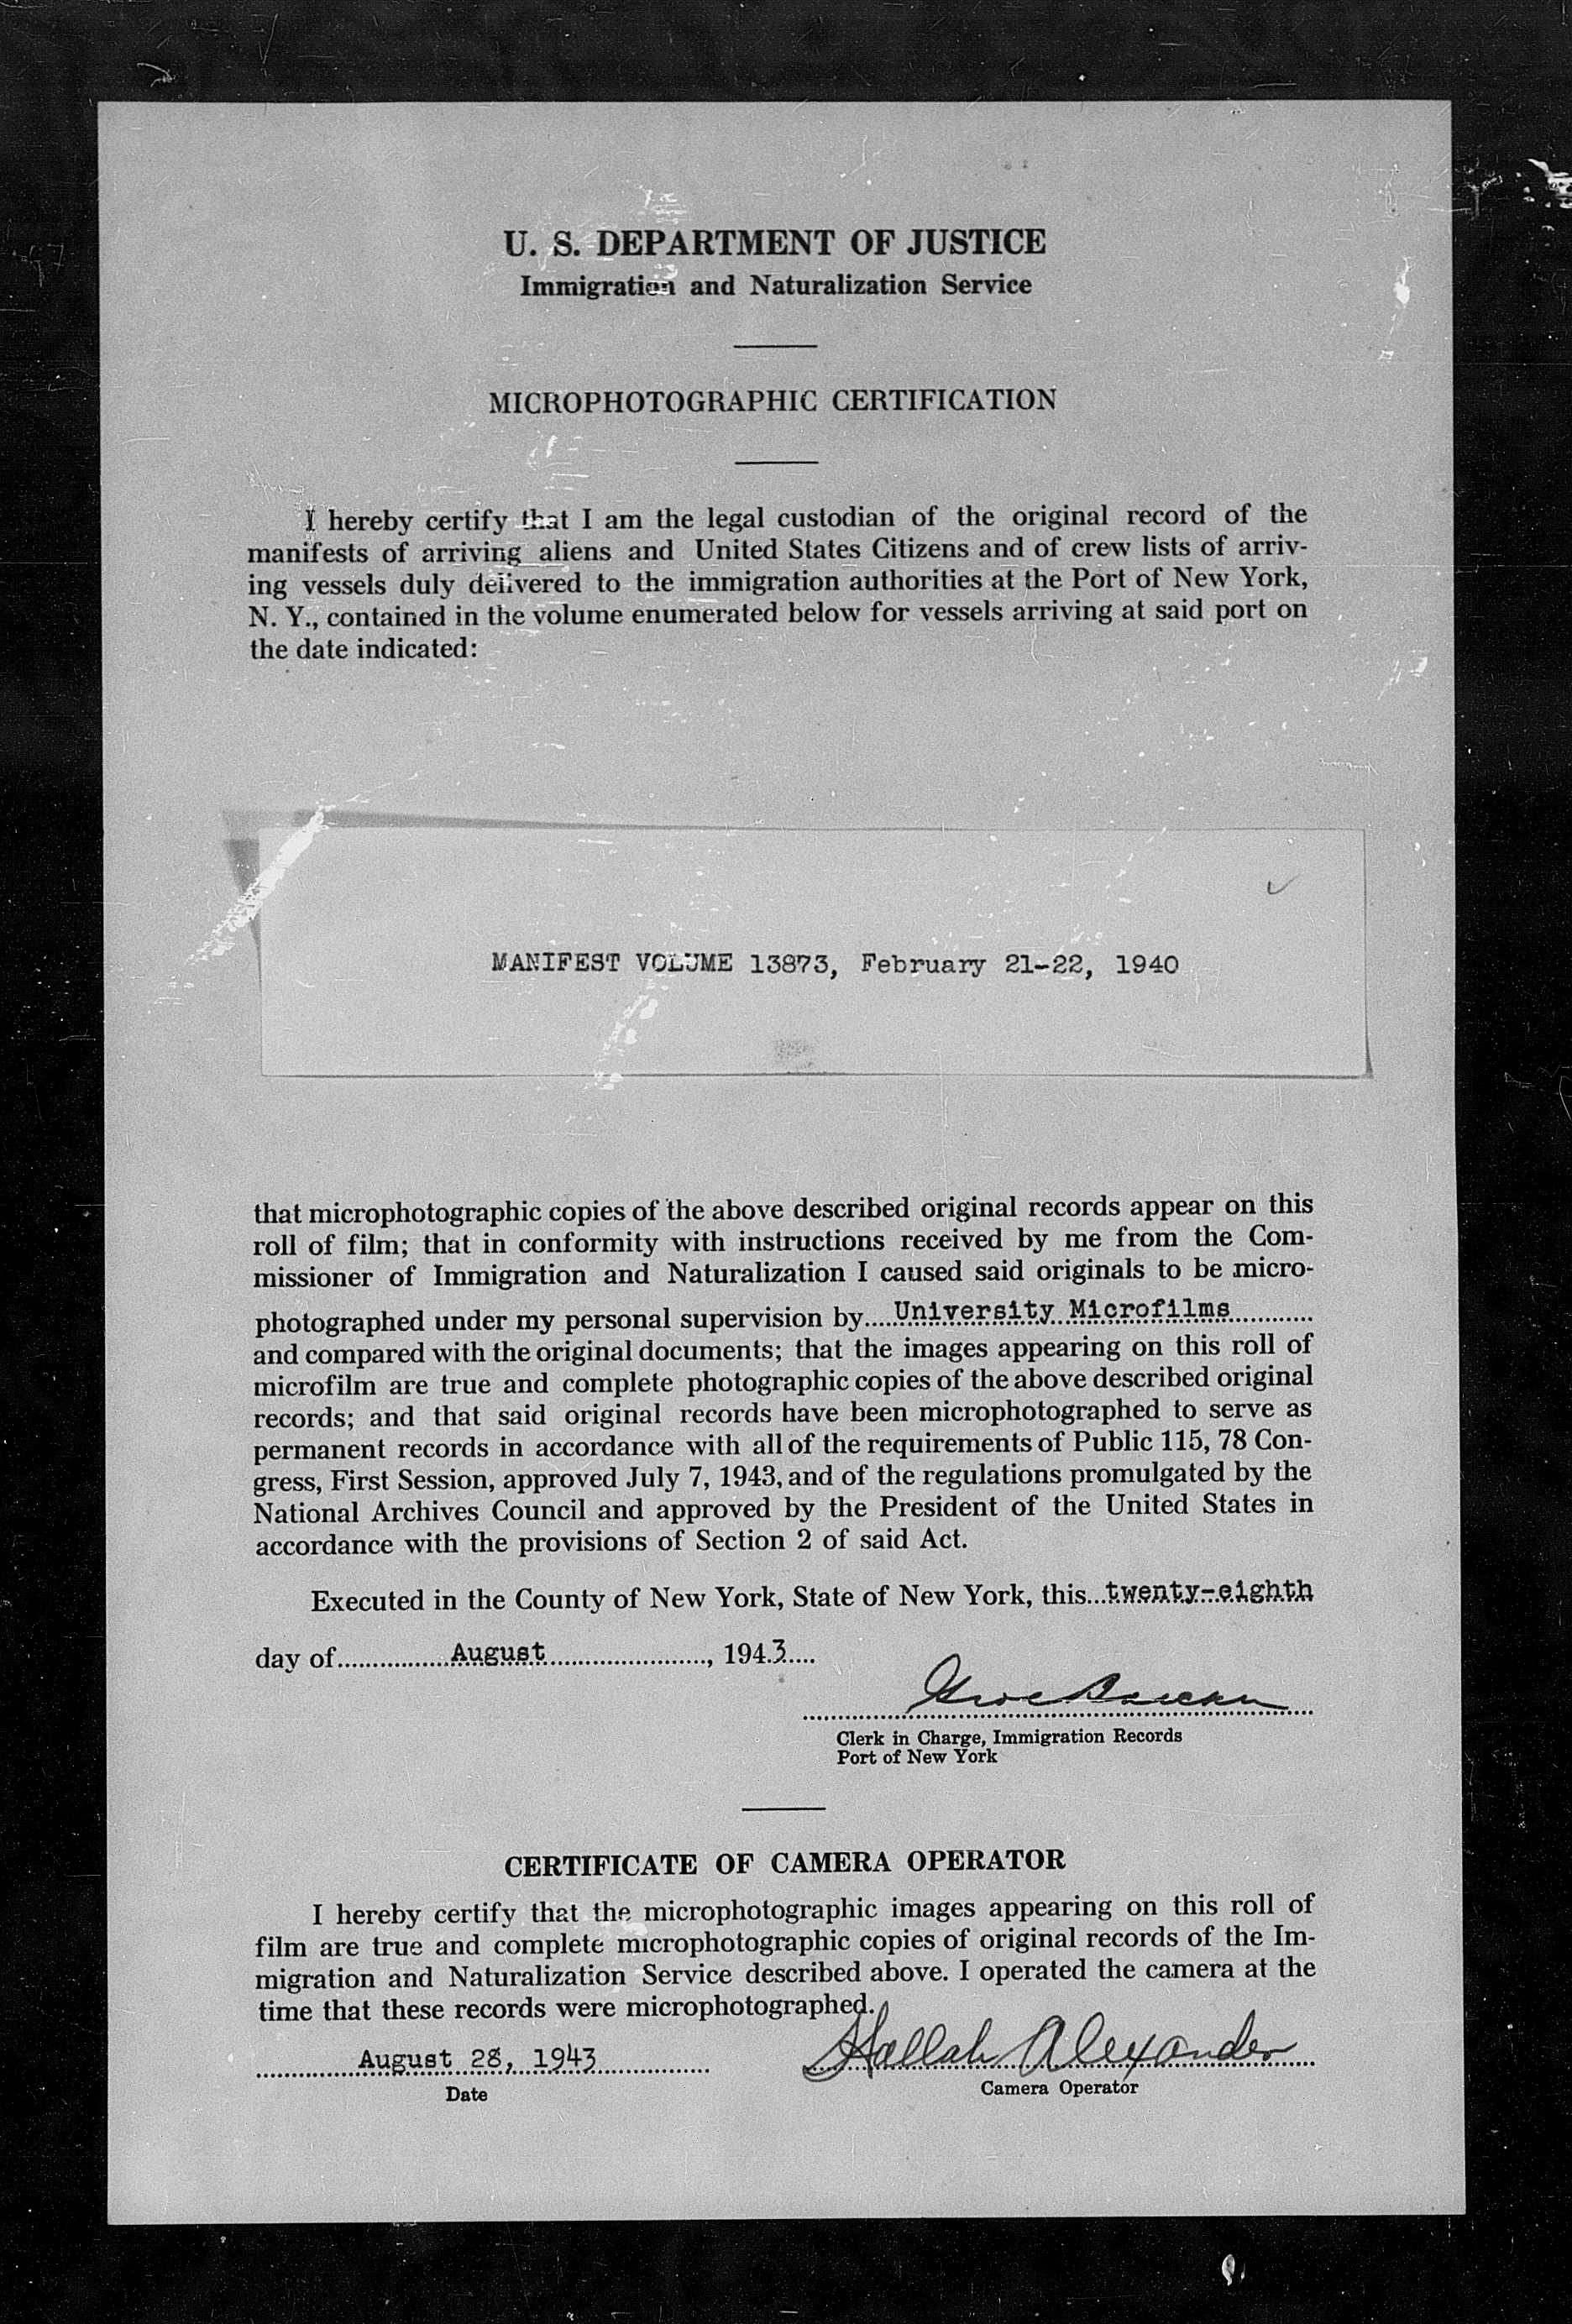 U. S. DEPARTMENT OF JUSTICE
Immigration and Naturalization Service
MICROPHOTOGRAPHIC CERTIFICATION
I hereby certify that I am the legal custodian of the original record of the
manifests of arriving aliens and United States Citizens and of crew lists of arriv-
ing vessels duly delivered to the immigration authorities at the Port of New York,
N. Y., contained in the volume enumerated below for vessels arriving at said port on
the date indicated:
MANIFEST VOLUME 13873, February 21-22, 1940
that microphotographic copies of the above described original records appear on this
roll of film; that in conformity with instructions received by me from the Com-
missioner of Immigration and Naturalization I caused said originals to be micro-
photographed under my personal supervision by.....University Microfilms............
and compared with the original documents; that the images appearing on this roll of
microfilm are true and complete photographic copies of the above described original
records; and that said original records have been microphotographed to serve as
permanent records in accordance with all of the requirements of Public 115, 78 Con-
gress, First Session, approved July 7, 1943, and of the regulations promulgated by the
National Archives Council and approved by the President of the United States in
accordance with the provisions of Section 2 of said Act.
Executed in the County of New York, State of New York, this...twenty-eighth
day of................August......................., 1943....
Clerk in Charge, Immigration Records
Port of New York
CERTIFICATE OF CAMERA OPERATOR
I hereby certify that the microphotographic images appearing on this roll of
film are true and complete microphotographic copies of original records of the Im-
migration and Naturalization Service described above. I operated the camera at the
time that these records were microphotographed.
August 28, 1943 Hallah Alexander
Date Camera Operator